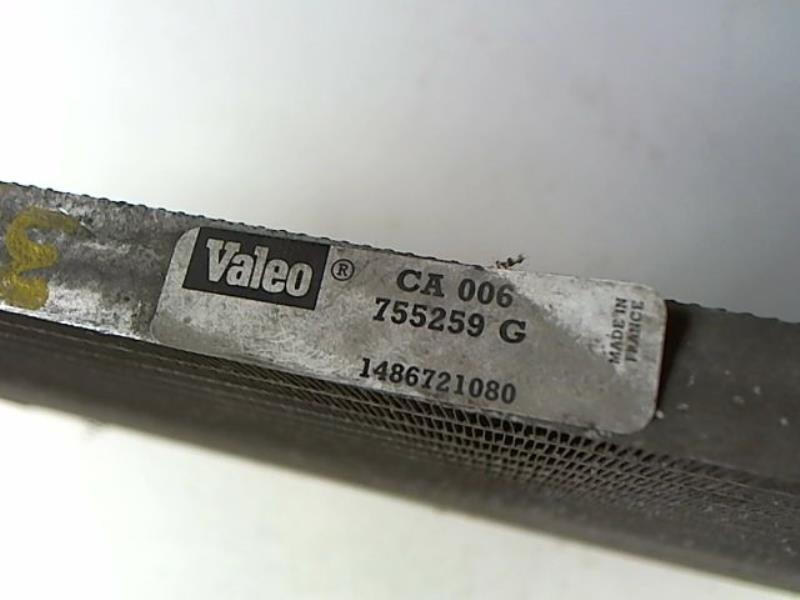 Valeo ® CA 006
755259 G
1486721080
MADE IN
FRANCE